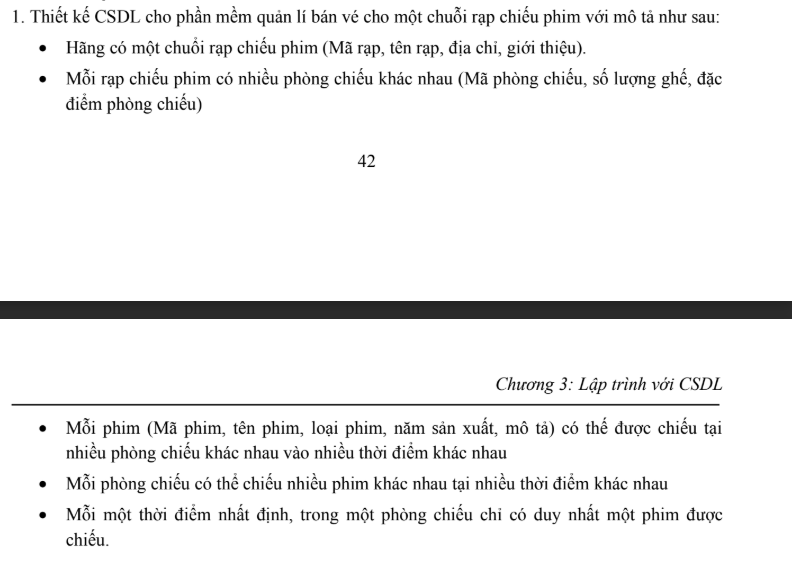 1. Thiết kế CSDL cho phần mềm quản lí bán vé cho một chuỗi rạp chiếu phim với mô tả như sau:
• Hãng có một chuỗi rạp chiếu phim (Mã rạp, tên rạp, địa chỉ, giới thiệu).
• Mỗi rạp chiếu phim có nhiều phòng chiếu khác nhau (Mã phòng chiếu, số lượng ghế, đặc
điểm phòng chiếu)
42
Chương 3: Lập trình với CSDL
• Mỗi phim (Mã phim, tên phim, loại phim, năm sản xuất, mô tả) có thể được chiếu tại
nhiều phòng chiếu khác nhau vào nhiều thời điểm khác nhau
• Mỗi phòng chiếu có thể chiếu nhiều phim khác nhau tại nhiều thời điểm khác nhau
• Mỗi một thời điểm nhất định, trong một phòng chiếu chỉ có duy nhất một phim được
chiếu.